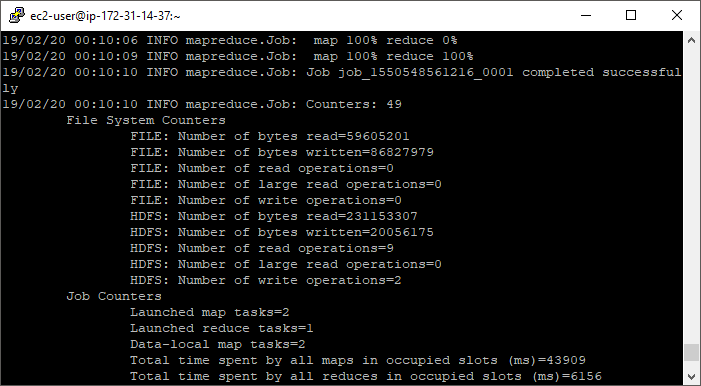 ec2-user@ip-172-31-14-37:~
19/02/20 00:10:06 INFO mapreduce.Job:  map 100% reduce 0%
19/02/20 00:10:09 INFO mapreduce.Job:  map 100% reduce 100%
19/02/20 00:10:10 INFO mapreduce.Job: Job job_1550548561216_0001 completed successful
ly
19/02/20 00:10:10 INFO mapreduce.Job: Counters: 49
File System Counters
FILE: Number of bytes read=59605201
FILE: Number of bytes written=86827979
FILE: Number of read operations=0
FILE: Number of large read operations=0
FILE: Number of write operations=0
HDFS: Number of bytes read=231153307
HDFS: Number of bytes written=20056175
HDFS: Number of read operations=9
HDFS: Number of large read operations=0
HDFS: Number of write operations=2
Job Counters
Launched map tasks=2
Launched reduce tasks=1
Data-local map tasks=2
Total time spent by all maps in occupied slots (ms)=43909
Total time spent by all reduces in occupied slots (ms)=6156